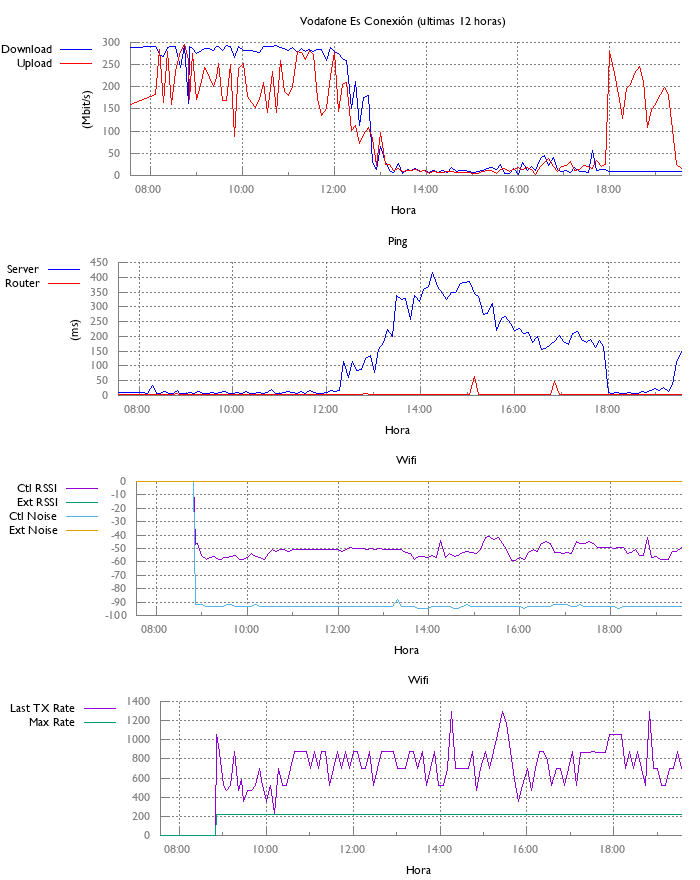 Vodafone Es Conexión (ultimas 12 horas)
Download
Upload
(Mbit/s)
300
250
200
150
100
50
0
08:00 10:00 12:00 14:00 16:00 18:00
Hora
Ping
Server
Router
(ms)
450
400
350
300
250
200
150
100
50
0
08:00 10:00 12:00 14:00 16:00 18:00
Hora
Wifi
Ctl RSSI
Ext RSSI
Ctl Noise
Ext Noise
0
-10
-20
-30
-40
-50
-60
-70
-80
-90
-100
08:00 10:00 12:00 14:00 16:00 18:00
Hora
Wifi
Last TX Rate
Max Rate
1400
1200
1000
800
600
400
200
0
08:00 10:00 12:00 14:00 16:00 18:00
Hora